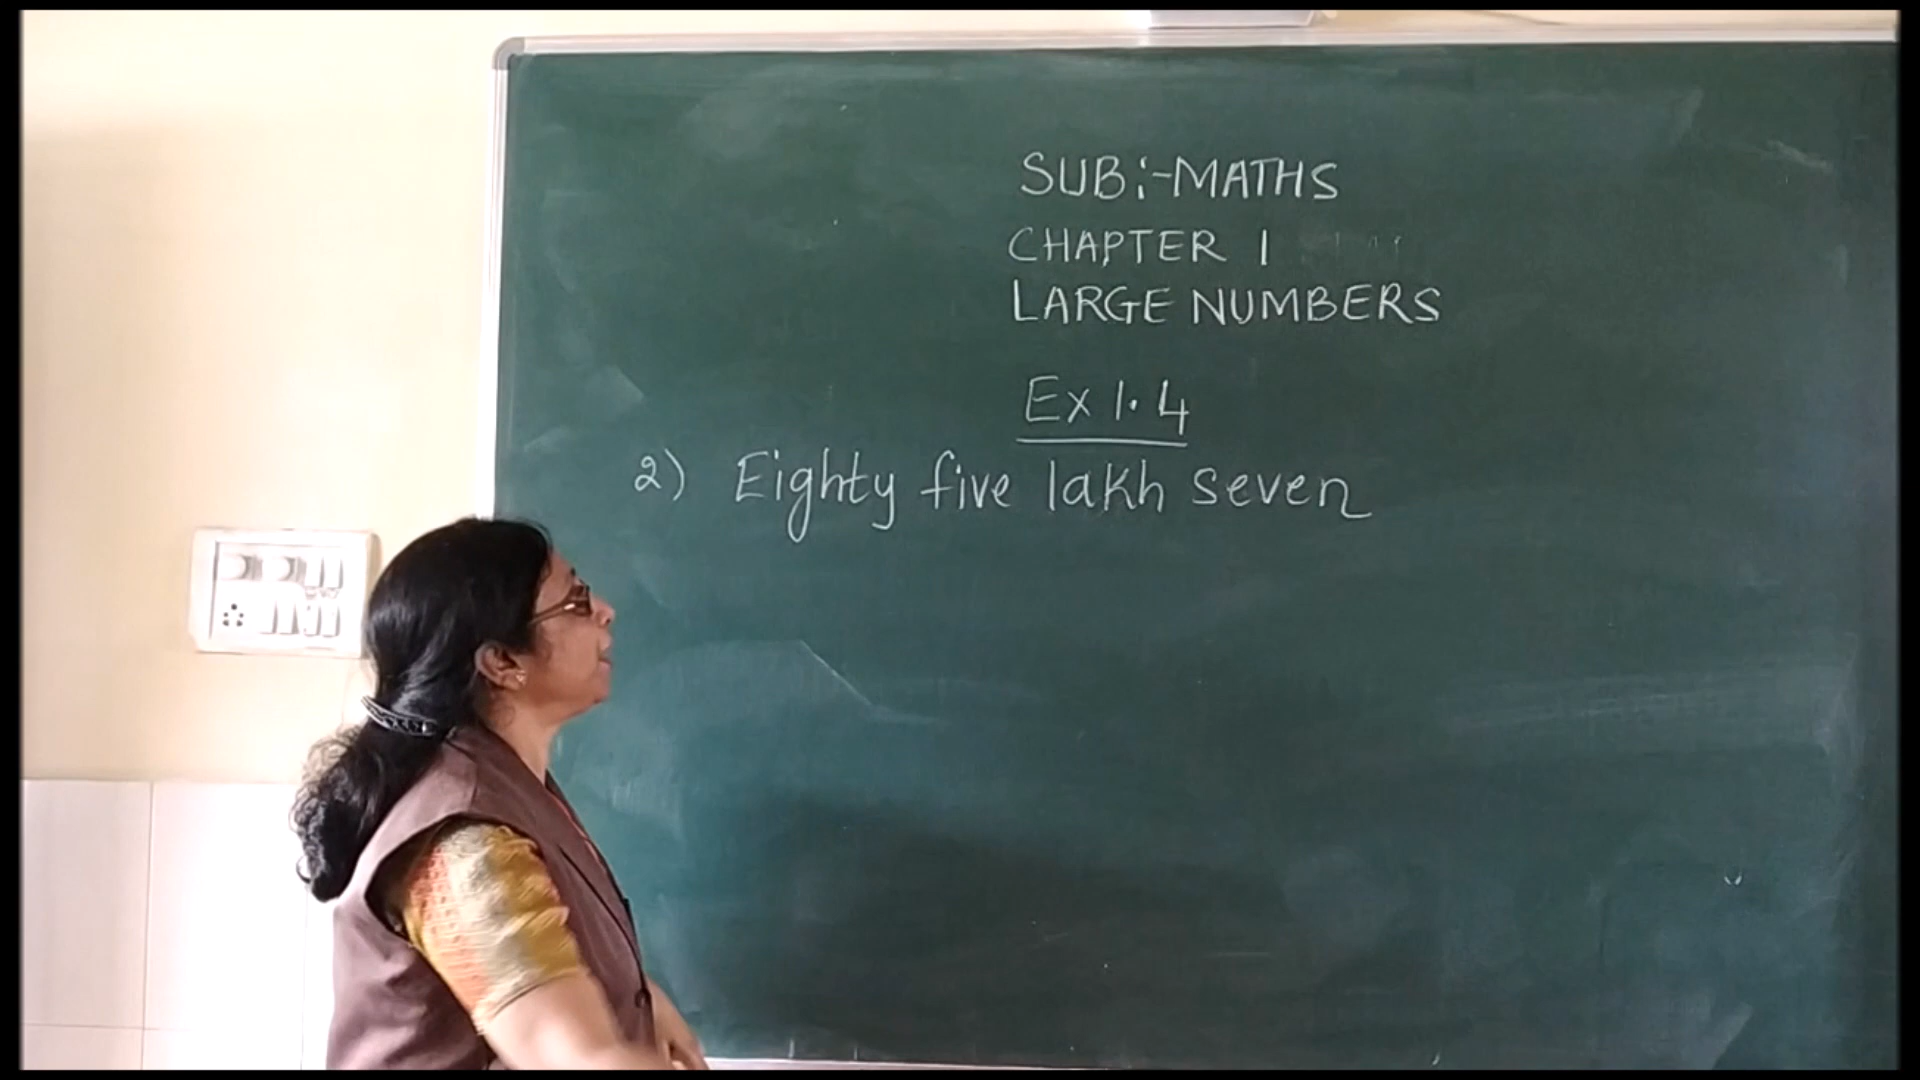 SUB:-MATHS
CHAPTER 1
LARGE NUMBERS
Ex 1.4
2) Eighty five lakh seven